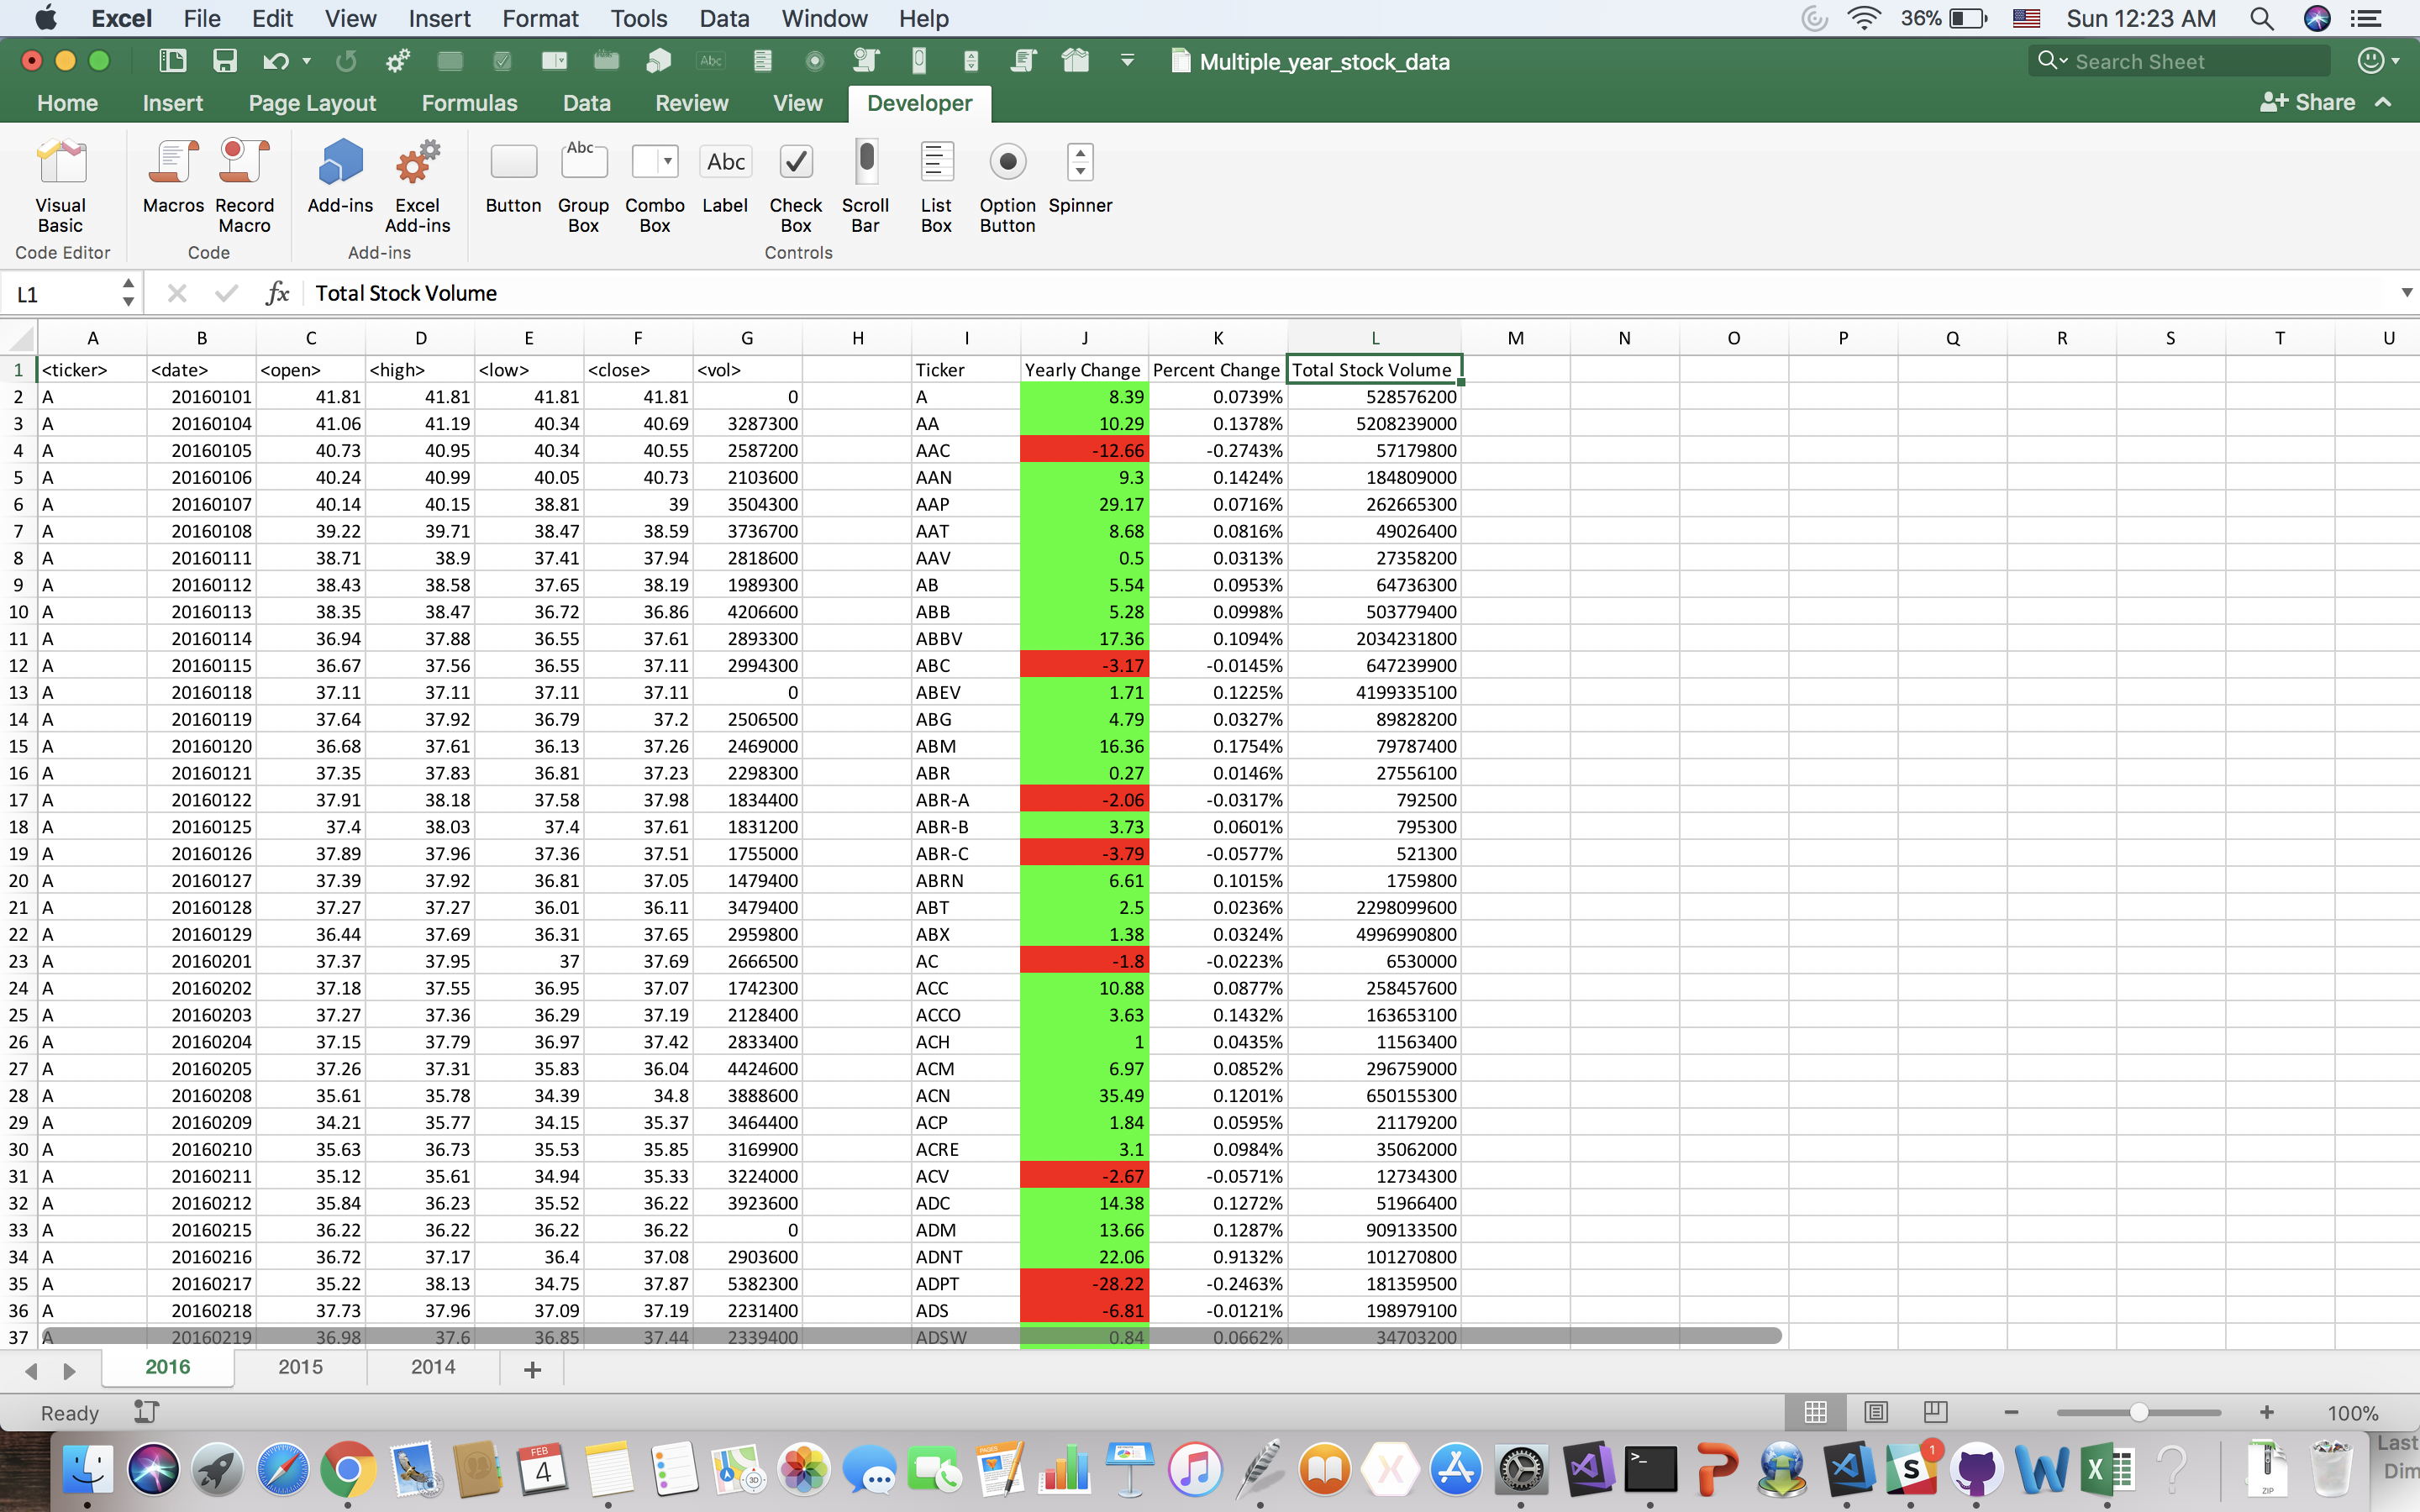 Excel File Edit View Insert Format Tools Data Window Help 36% Sun 12:23 AM
Abc Multiple_year_stock_data Search Sheet
Home Insert Page Layout Formulas Data Review View Developer Share
Abc Abc
Visual Basic Macros Record Macro Add-ins Excel Add-ins Button Group Box Combo Box Label Check Box Scroll Bar List Box Option Button Spinner
Code Editor Code Add-ins Controls
L1 fx Total Stock Volume
A B C D E F G H I J K L M N O P Q R S T U
1 <ticker> <date> <open> <high> <low> <close> <vol> Ticker Yearly Change Percent Change Total Stock Volume
2 A 20160101 41.81 41.81 41.81 41.81 0 A 8.39 0.0739% 528576200
3 A 20160104 41.06 41.19 40.34 40.69 3287300 AA 10.29 0.1378% 5208239000
4 A 20160105 40.73 40.95 40.34 40.55 2587200 AAC -12.66 -0.2743% 57179800
5 A 20160106 40.24 40.99 40.05 40.73 2103600 AAN 9.3 0.1424% 184809000
6 A 20160107 40.14 40.15 38.81 39 3504300 AAP 29.17 0.0716% 262665300
7 A 20160108 39.22 39.71 38.47 38.59 3736700 AAT 8.68 0.0816% 49026400
8 A 20160111 38.71 38.9 37.41 37.94 2818600 AAV 0.5 0.0313% 27358200
9 A 20160112 38.43 38.58 37.65 38.19 1989300 AB 5.54 0.0953% 64736300
10 A 20160113 38.35 38.47 36.72 36.86 4206600 ABB 5.28 0.0998% 503779400
11 A 20160114 36.94 37.88 36.55 37.61 2893300 ABBV 17.36 0.1094% 2034231800
12 A 20160115 36.67 37.56 36.55 37.11 2994300 ABC -3.17 -0.0145% 647239900
13 A 20160118 37.11 37.11 37.11 37.11 0 ABEV 1.71 0.1225% 4199335100
14 A 20160119 37.64 37.92 36.79 37.2 2506500 ABG 4.79 0.0327% 89828200
15 A 20160120 36.68 37.61 36.13 37.26 2469000 ABM 16.36 0.1754% 79787400
16 A 20160121 37.35 37.83 36.81 37.23 2298300 ABR 0.27 0.0146% 27556100
17 A 20160122 37.91 38.18 37.58 37.98 1834400 ABR-A -2.06 -0.0317% 792500
18 A 20160125 37.4 38.03 37.4 37.61 1831200 ABR-B 3.73 0.0601% 795300
19 A 20160126 37.89 37.96 37.36 37.51 1755000 ABR-C -3.79 -0.0577% 521300
20 A 20160127 37.39 37.92 36.81 37.05 1479400 ABRN 6.61 0.1015% 1759800
21 A 20160128 37.27 37.27 36.01 36.11 3479400 ABT 2.5 0.0236% 2298099600
22 A 20160129 36.44 37.69 36.31 37.65 2959800 ABX 1.38 0.0324% 4996990800
23 A 20160201 37.37 37.95 37 37.69 2666500 AC -1.8 -0.0223% 6530000
24 A 20160202 37.18 37.55 36.95 37.07 1742300 ACC 10.88 0.0877% 258457600
25 A 20160203 37.27 37.36 36.29 37.19 2128400 ACCO 3.63 0.1432% 163653100
26 A 20160204 37.15 37.79 36.97 37.42 2833400 ACH 1 0.0435% 11563400
27 A 20160205 37.26 37.31 35.83 36.04 4424600 ACM 6.97 0.0852% 296759000
28 A 20160208 35.61 35.78 34.39 34.8 3888600 ACN 35.49 0.1201% 650155300
29 A 20160209 34.21 35.77 34.15 35.37 3464400 ACP 1.84 0.0595% 21179200
30 A 20160210 35.63 36.73 35.53 35.85 3169900 ACRE 3.1 0.0984% 35062000
31 A 20160211 35.12 35.61 34.94 35.33 3224000 ACV -2.67 -0.0571% 12734300
32 A 20160212 35.84 36.23 35.52 36.22 3923600 ADC 14.38 0.1272% 51966400
33 A 20160215 36.22 36.22 36.22 36.22 0 ADM 13.66 0.1287% 909133500
34 A 20160216 36.72 37.17 36.4 37.08 2903600 ADNT 22.06 0.9132% 101270800
35 A 20160217 35.22 38.13 34.75 37.87 5382300 ADPT -28.22 -0.2463% 181359500
36 A 20160218 37.73 37.96 37.09 37.19 2231400 ADS -6.81 -0.0121% 198979100
37 A 20160219 36.98 37.6 36.85 37.44 2339400 ADSW 0.84 0.0662% 34703200
2016 2015 2014 +
Ready 100%
FEB
4
PAGES
3D
1
ZIP
Last
Dim